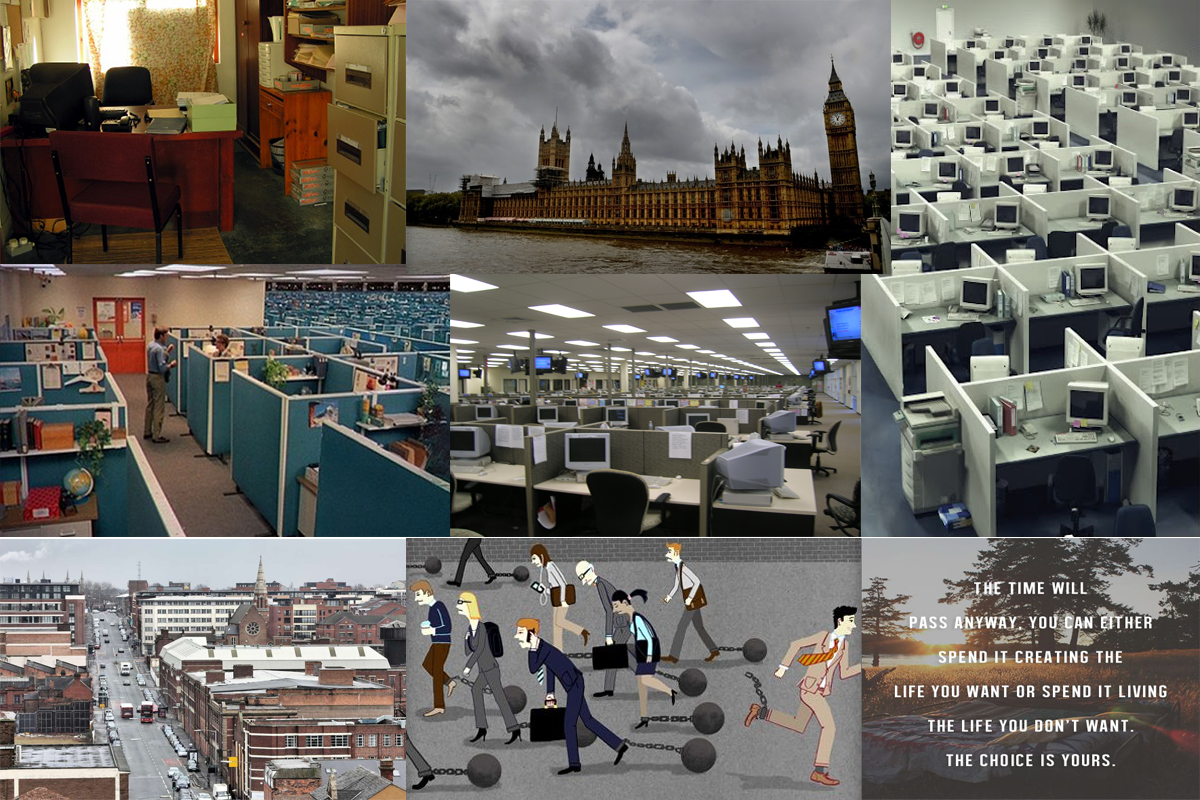 THE TIME WILL
PASS ANYWAY, YOU CAN EITHER
SPEND IT CREATING THE
LIFE YOU WANT OR SPEND IT LIVING
THE LIFE YOU DON'T WANT.
THE CHOICE IS YOURS.